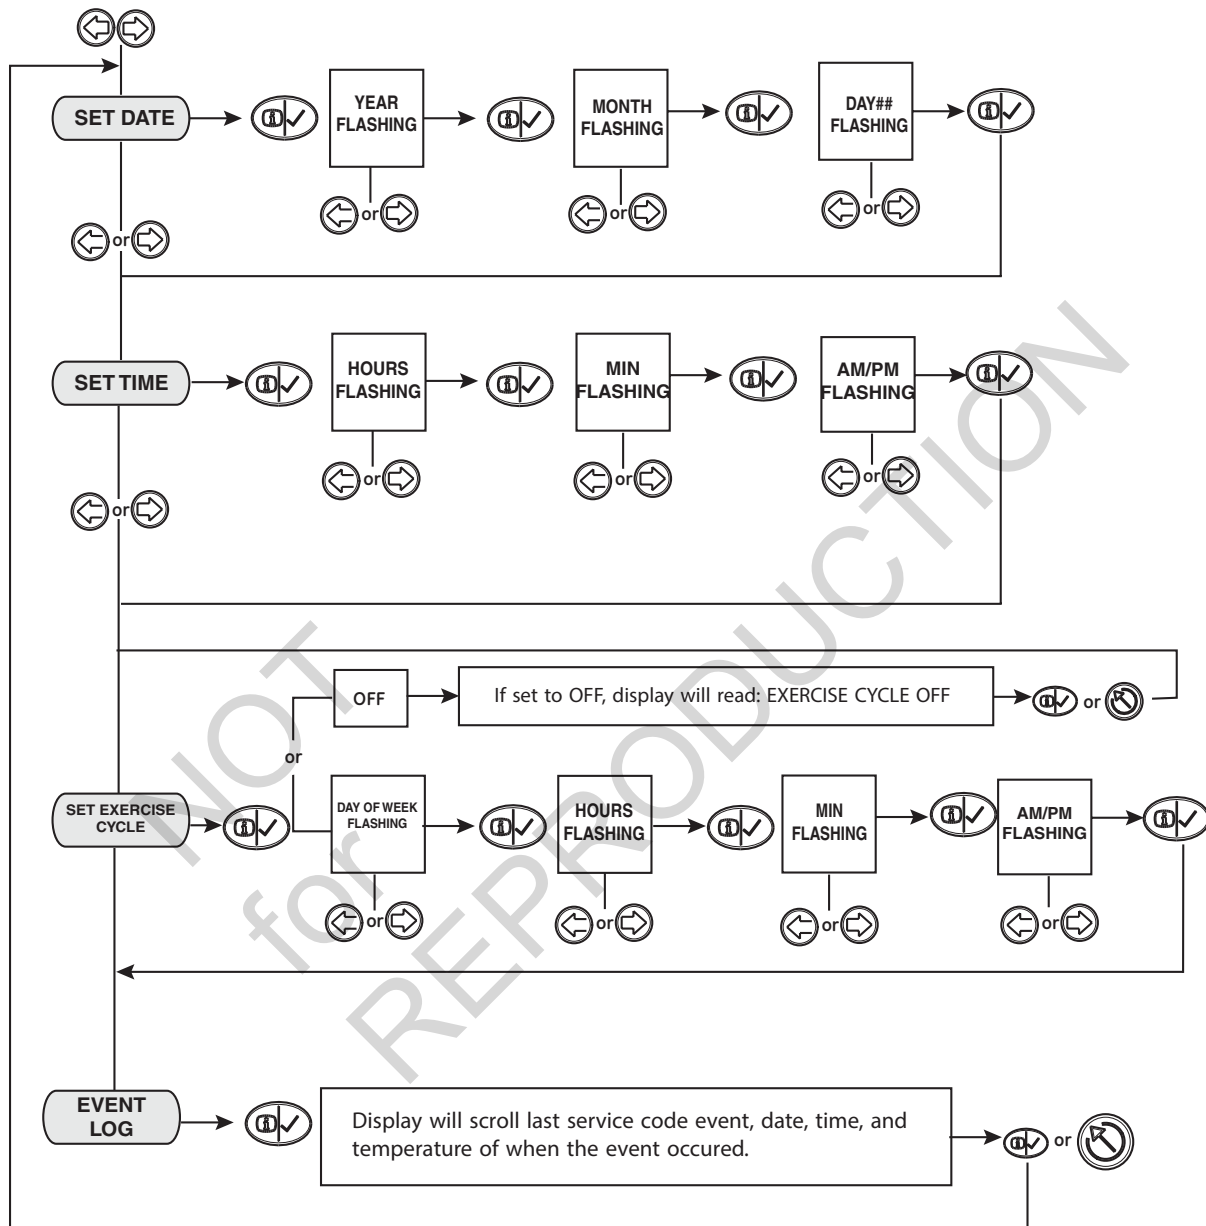 SET DATE
YEAR
FLASHING
MONTH
FLASHING
DAY##
FLASHING
or
or
or
or
SET TIME
HOURS
FLASHING
MIN
FLASHING
AM/PM
FLASHING
or
or
or
or
OFF
If set to OFF, display will read: EXERCISE CYCLE OFF
or
or
SET EXERCISE
CYCLE
DAY OF WEEK
FLASHING
HOURS
FLASHING
MIN
FLASHING
AM/PM
FLASHING
or
or
or
or
EVENT
LOG
Display will scroll last service code event, date, time, and
temperature of when the event occured.
or
NOT
for
REPRODUCTION